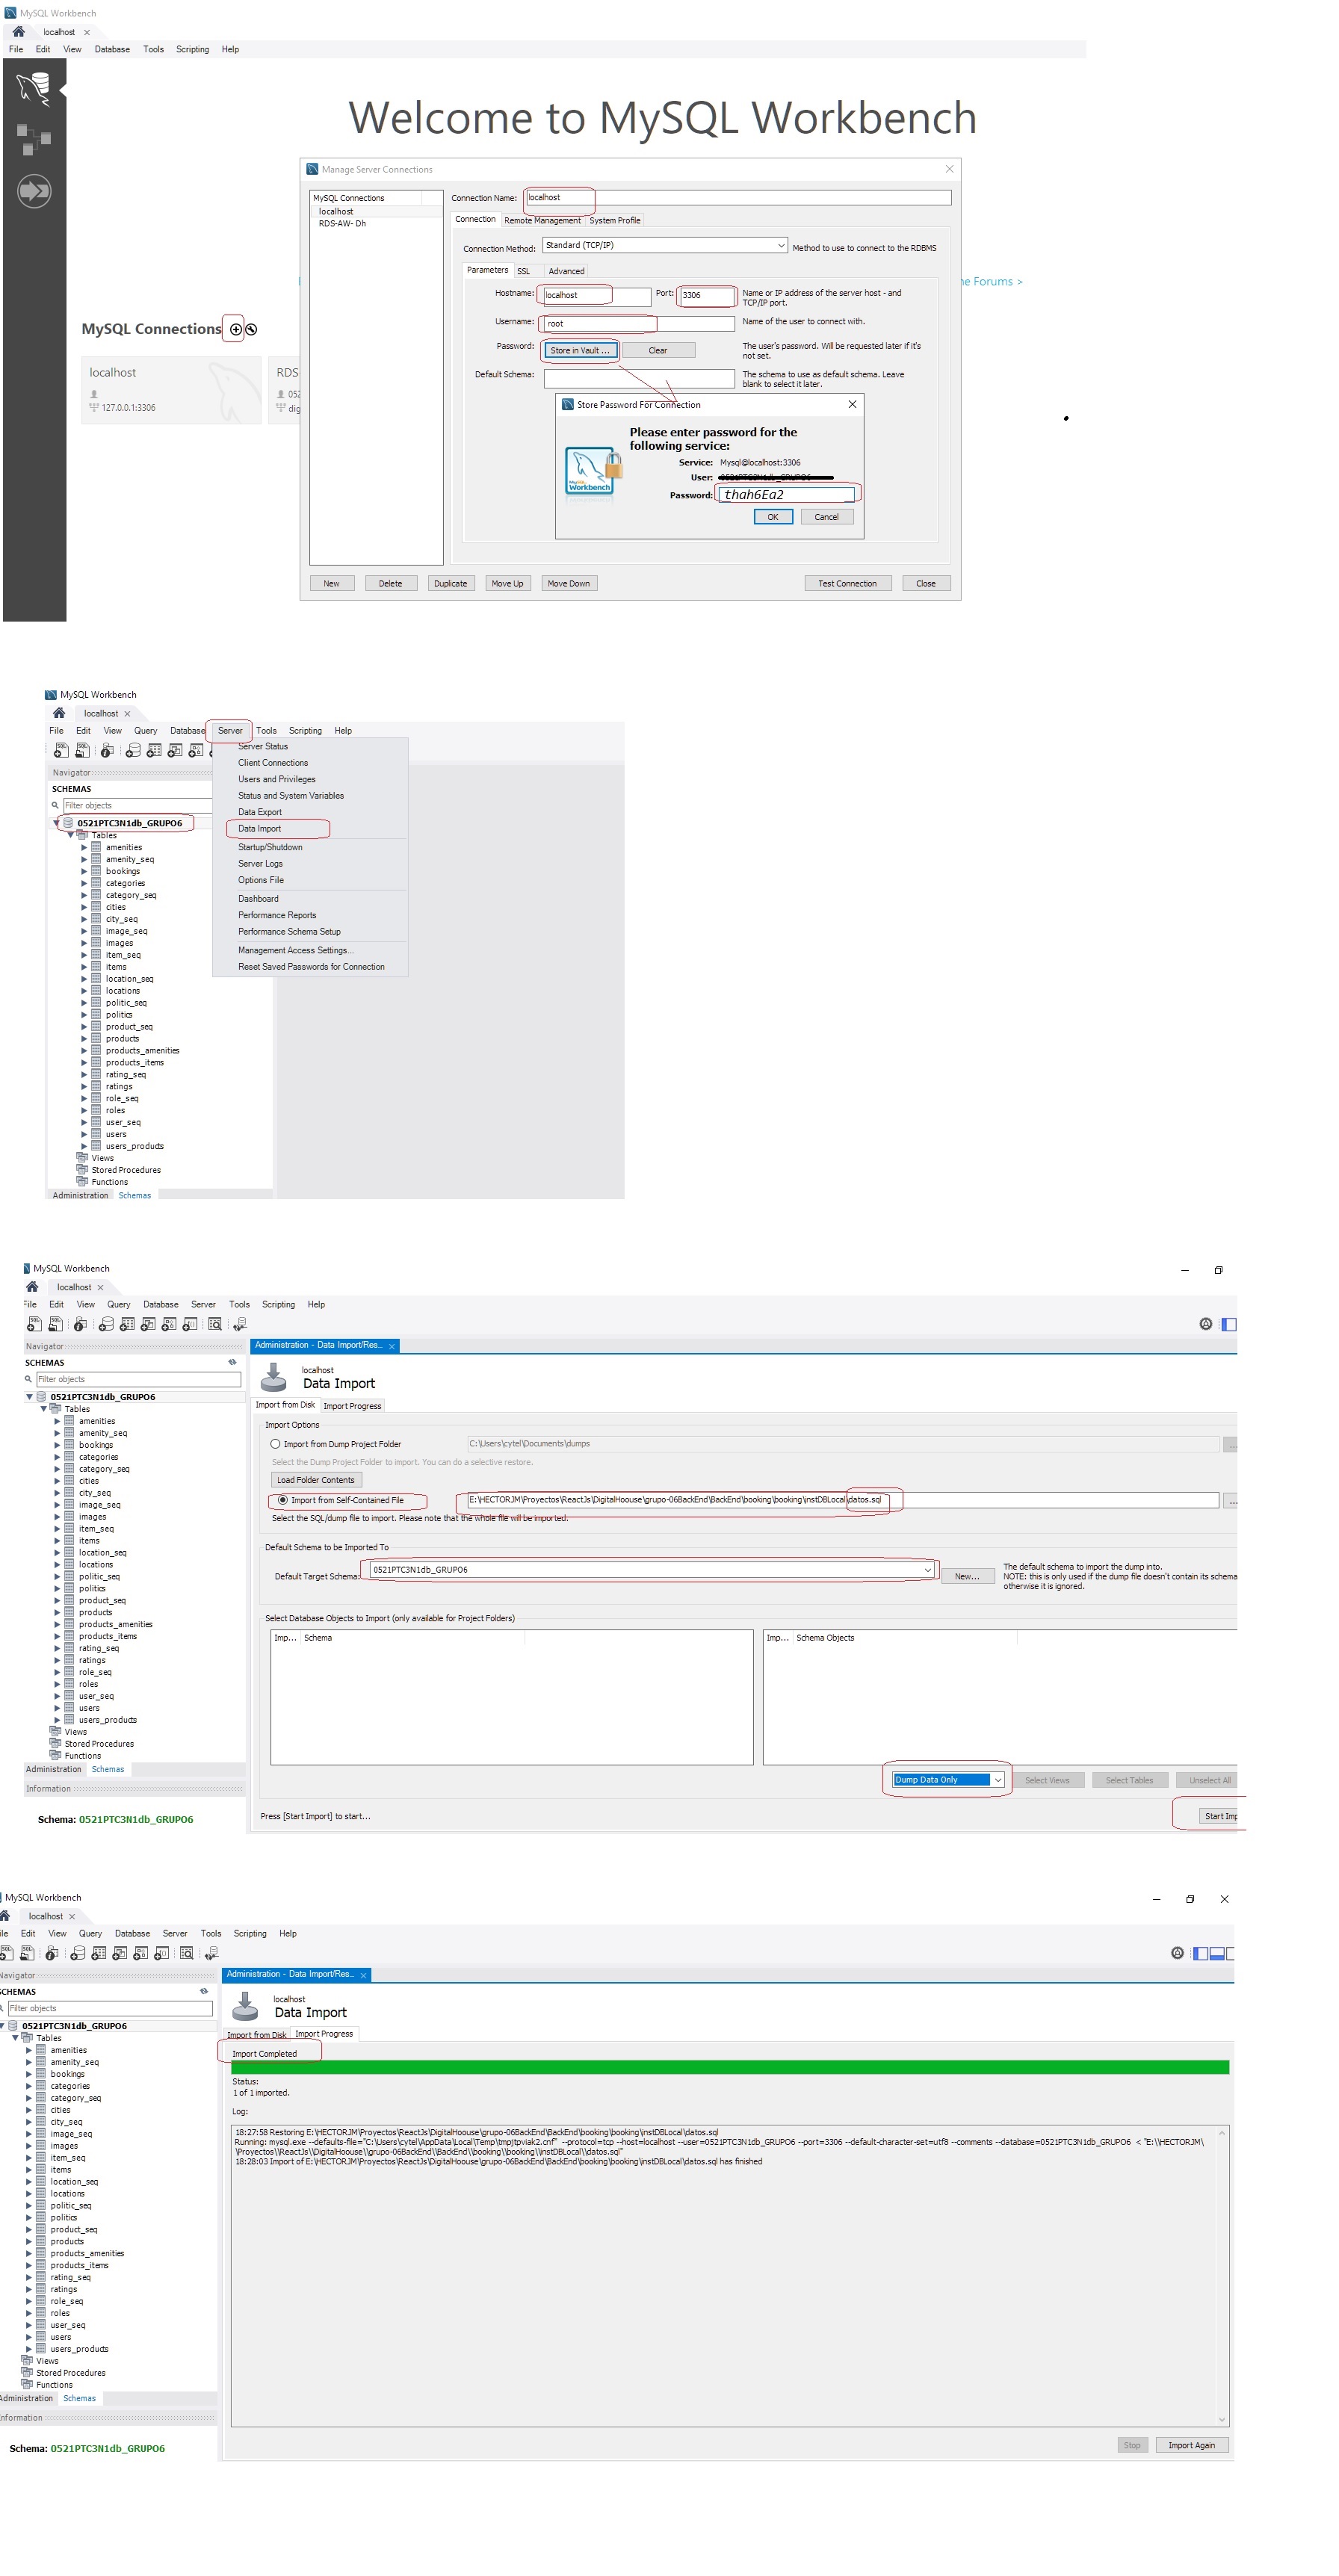 MySQL Workbench
localhost
File Edit View Database Tools Scripting Help
Welcome to MySQL Workbench
Manage Server Connections
MySQL Connections
localhost
RDS-AW- Dh
Connection Name: localhost
Connection Remote Management System Profile
Connection Method: Standard (TCP/IP) Method to use to connect to the RDBMS
Parameters SSL Advanced
Hostname: localhost Port: 3306 Name or IP address of the server host - and TCP/IP port.
Username: root Name of the user to connect with.
Password: Store in Vault ... Clear The user's password. Will be requested later if it's not set.
Default Schema: The schema to use as default schema. Leave blank to select it later.
Forums >
MySQL Connections
localhost
127.0.0.1:3306
RDS
052
dig
Store Password For Connection
Please enter password for the following service:
Service: Mysql@localhost:3306
User:
Password: thah6Ea2
OK Cancel
New Delete Duplicate Move Up Move Down Test Connection Close
MySQL Workbench
localhost
File Edit View Query Database Server Tools Scripting Help
Server Status
Client Connections
Users and Privileges
Status and System Variables
Data Export
Data Import
Startup/Shutdown
Server Logs
Options File
Dashboard
Performance Reports
Performance Schema Setup
Management Access Settings...
Reset Saved Passwords for Connection
Navigator
SCHEMAS
Filter objects
0521PTC3N1db_GRUPO6
Tables
amenities
amenity_seq
bookings
categories
category_seq
cities
city_seq
image_seq
images
item_seq
items
location_seq
locations
politic_seq
politics
product_seq
products
products_amenities
products_items
rating_seq
ratings
role_seq
roles
user_seq
users
users_products
Views
Stored Procedures
Functions
Administration Schemas
MySQL Workbench
localhost
File Edit View Query Database Server Tools Scripting Help
Navigator
SCHEMAS
Filter objects
0521PTC3N1db_GRUPO6
Tables
amenities
amenity_seq
bookings
categories
category_seq
cities
city_seq
image_seq
images
item_seq
items
location_seq
locations
politic_seq
politics
product_seq
products
products_amenities
products_items
rating_seq
ratings
role_seq
roles
user_seq
users
users_products
Views
Stored Procedures
Functions
Administration Schemas
Information
Schema: 0521PTC3N1db_GRUPO6
Administration - Data Import/Res...
localhost
Data Import
Import from Disk Import Progress
Import Options
Import from Dump Project Folder C:\Users\cytel\Documents\dumps ...
Select the Dump Project Folder to import. You can do a selective restore.
Load Folder Contents
Import from Self-Contained File E:\HECTORJM\Proyectos\ReactJs\DigitalHoouse\grupo-06BackEnd\BackEnd\booking\booking\instDBLocal\datos.sql ...
Select the SQL/dump file to import. Please note that the whole file will be imported.
Default Schema to be Imported To
Default Target Schema: 0521PTC3N1db_GRUPO6 New...
The default schema to import the dump into.
NOTE: this is only used if the dump file doesn't contain its schema
otherwise it is ignored.
Select Database Objects to Import (only available for Project Folders)
Imp... Schema Imp... Schema Objects
Dump Data Only Select Views Select Tables Unselect All
Press [Start Import] to start... Start Imp
MySQL Workbench
localhost
ile Edit View Query Database Server Tools Scripting Help
Navigator
SCHEMAS
Filter objects
0521PTC3N1db_GRUPO6
Tables
amenities
amenity_seq
bookings
categories
category_seq
cities
city_seq
image_seq
images
item_seq
items
location_seq
locations
politic_seq
politics
product_seq
products
products_amenities
products_items
rating_seq
ratings
role_seq
roles
user_seq
users
users_products
Views
Stored Procedures
Functions
Administration Schemas
nformation
Schema: 0521PTC3N1db_GRUPO6
Administration - Data Import/Res...
localhost
Data Import
Import from Disk Import Progress
Import Completed
Status:
1 of 1 imported.
Log:
18:27:58 Restoring E:\HECTORJM\Proyectos\ReactJs\DigitalHoouse\grupo-06BackEnd\BackEnd\booking\booking\instDBLocal\datos.sql
Running: mysql.exe --defaults-file="C:\Users\cytel\AppData\Local\Temp\tmpjtpviak2.cnf" --protocol=tcp --host=localhost --user=0521PTC3N1db_GRUPO6 --port=3306 --default-character-set=utf8 --comments --database=0521PTC3N1db_GRUPO6 < "E:\\HECTORJM\
\Proyectos\\ReactJs\\DigitalHoouse\\grupo-06BackEnd\\BackEnd\\booking\\booking\\instDBLocal\\datos.sql"
18:28:03 Import of E:\HECTORJM\Proyectos\ReactJs\DigitalHoouse\grupo-06BackEnd\BackEnd\booking\booking\instDBLocal\datos.sql has finished
Stop Import Again